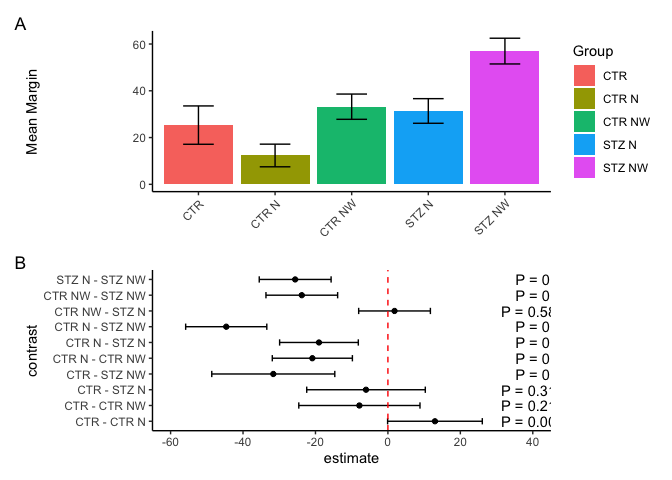 A
Mean Margin
60
40
20
0
CTR
CTR N
CTR NW
STZ N
STZ NW
Group
CTR
CTR N
CTR NW
STZ N
STZ NW
B
contrast
STZ N - STZ NW P = 0
CTR NW - STZ NW P = 0
CTR NW - STZ N P = 0.58
CTR N - STZ NW P = 0
CTR N - STZ N P = 0
CTR N - CTR NW P = 0
CTR - STZ NW P = 0
CTR - STZ N P = 0.31
CTR - CTR NW P = 0.21
CTR - CTR N P = 0.00
-60 -40 -20 0 20 40
estimate